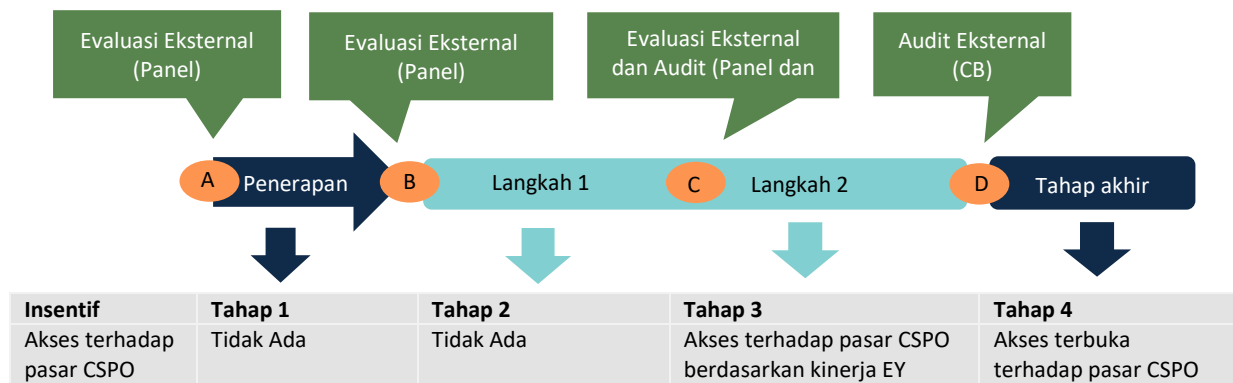 Evaluasi Eksternal
(Panel)
Evaluasi Eksternal
(Panel)
Evaluasi Eksternal
dan Audit (Panel dan
Audit Eksternal
(CB)
A
Penerapan
B
Langkah 1
C
Langkah 2
D
Tahap akhir
Insentif
Tahap 1
Tahap 2
Tahap 3
Tahap 4
Akses terhadap
pasar CSPO
Tidak Ada
Tidak Ada
Akses terhadap pasar CSPO
berdasarkan kinerja EY
Akses terbuka
terhadap pasar CSPO